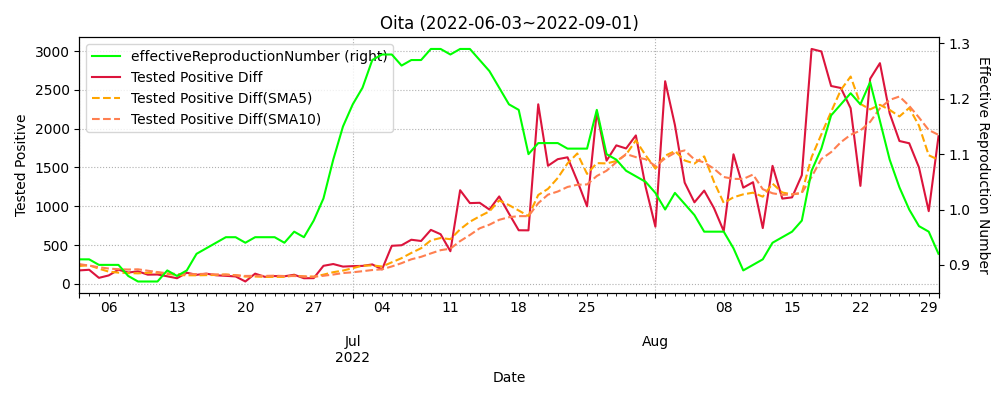 Oita (2022-06-03~2022-09-01)
effectiveReproductionNumber (right)
Tested Positive Diff
Tested Positive Diff(SMA5)
Tested Positive Diff(SMA10)
Tested Positive
3000
2500
2000
1500
1000
500
0
1.3
1.2
1.1
1.0
0.9
Effective Reproduction Number
06 13 20 27 04 11 18 25 08 15 22 29
Jul Aug
2022
Date